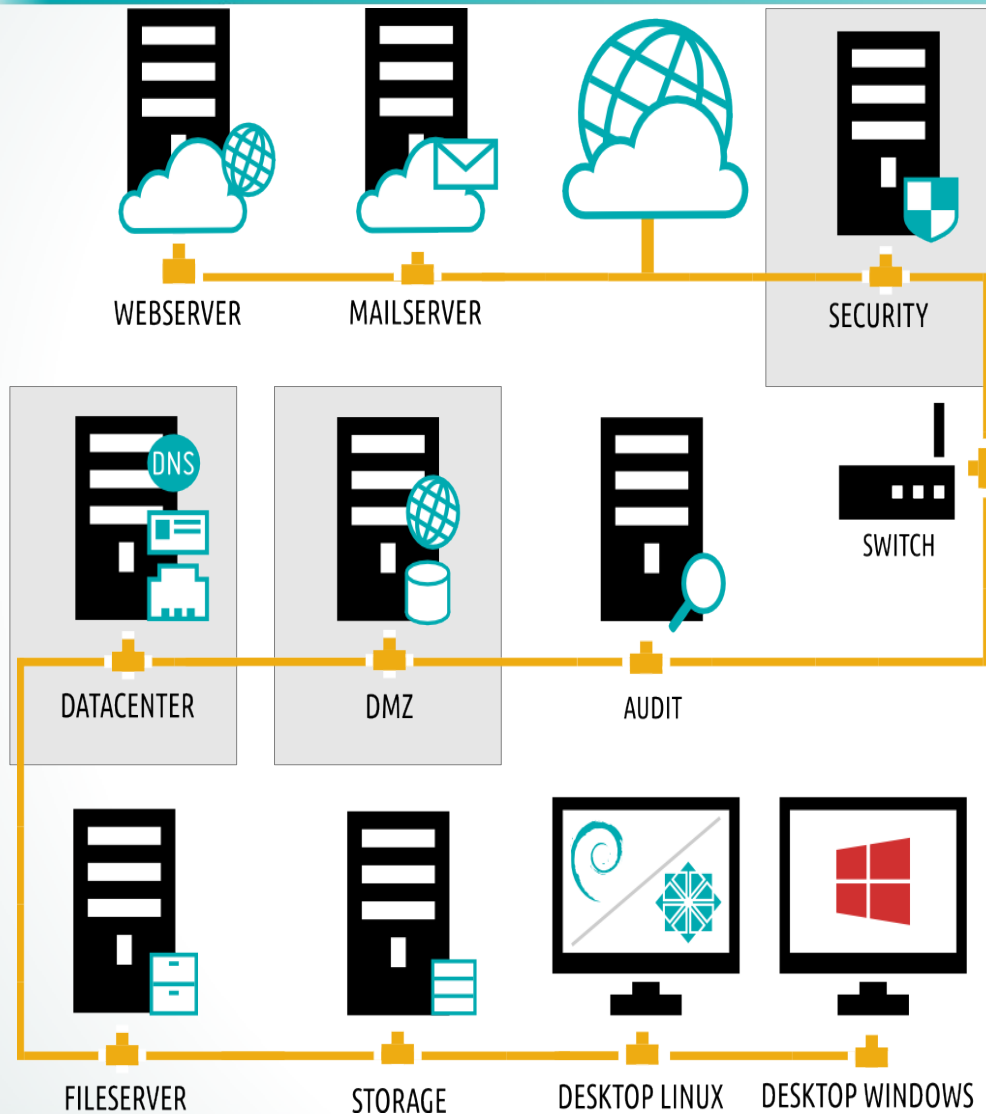 WEBSERVER
MAILSERVER
SECURITY
DNS
SWITCH
DATACENTER
DMZ
AUDIT
FILESERVER
STORAGE
DESKTOP LINUX
DESKTOP WINDOWS